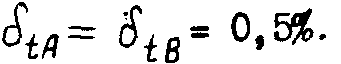 δtA = δtB = 0,5%.